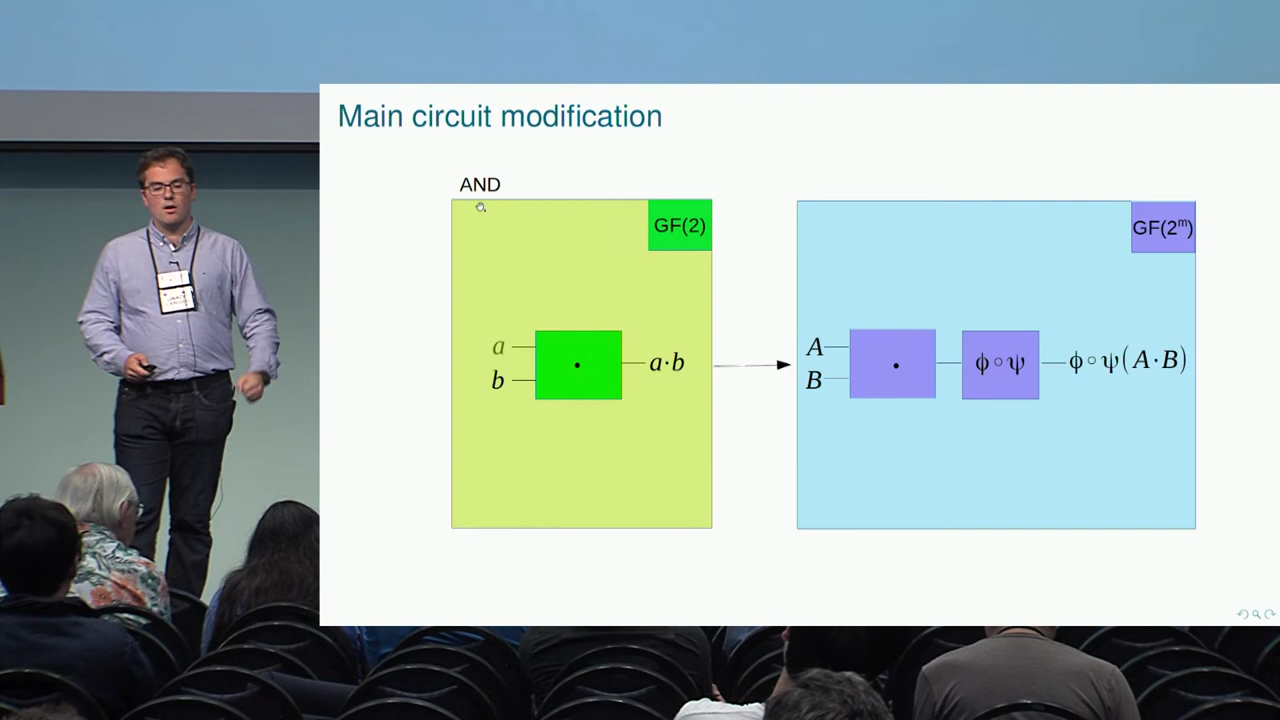 Main circuit modification
AND
GF(2)
a
b
·
a·b
GF(2ᵐ)
A
B
·
ϕ∘ψ
ϕ∘ψ(A·B)